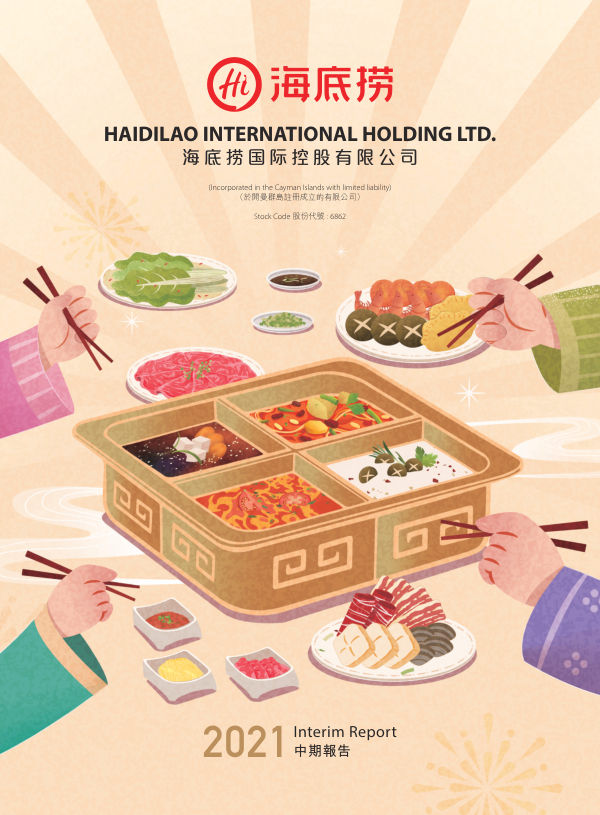 Hi 海底捞
HAIDILAO INTERNATIONAL HOLDING LTD.
海底捞国际控股有限公司
(Incorporated in the Cayman Islands with limited liability)
（於開曼群島註冊成立的有限公司）
Stock Code 股份代號 : 6862
2021 Interim Report
中期報告